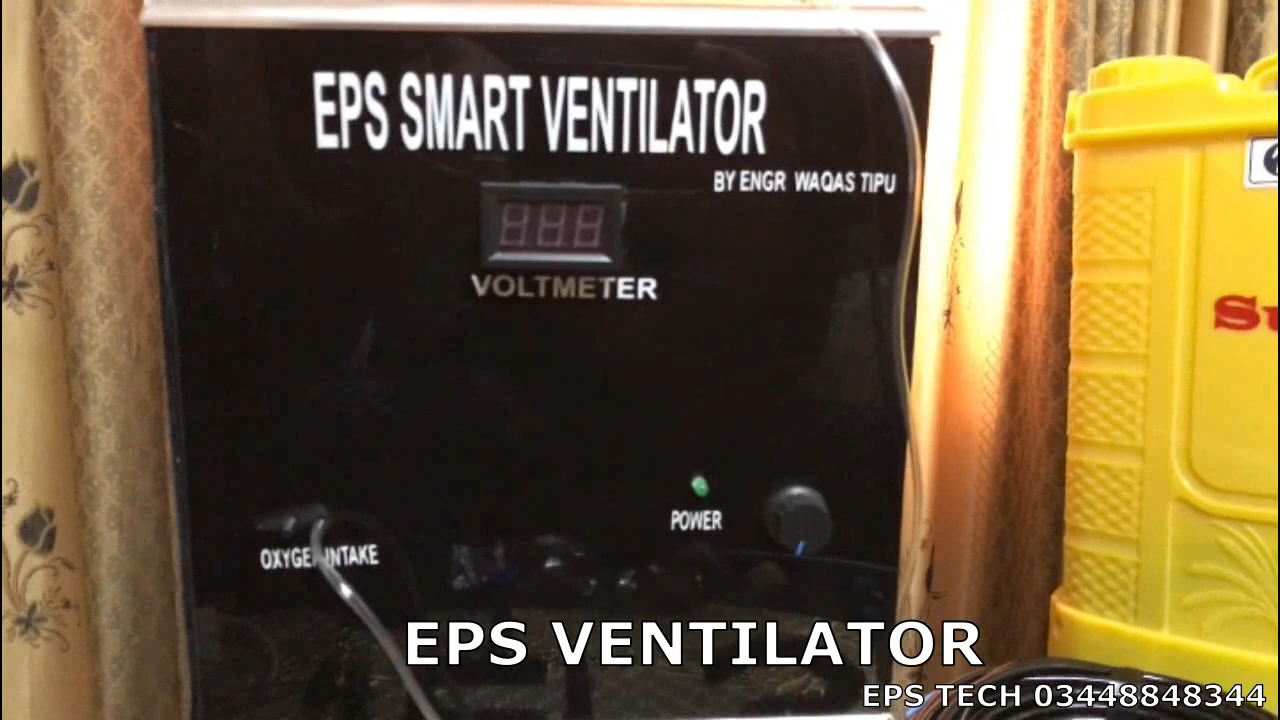 EPS SMART VENTILATOR
BY ENGR WAQAS TIPU
VOLTMETER
POWER
OXYGEN INTAKE
EPS VENTILATOR
EPS TECH 03448848344